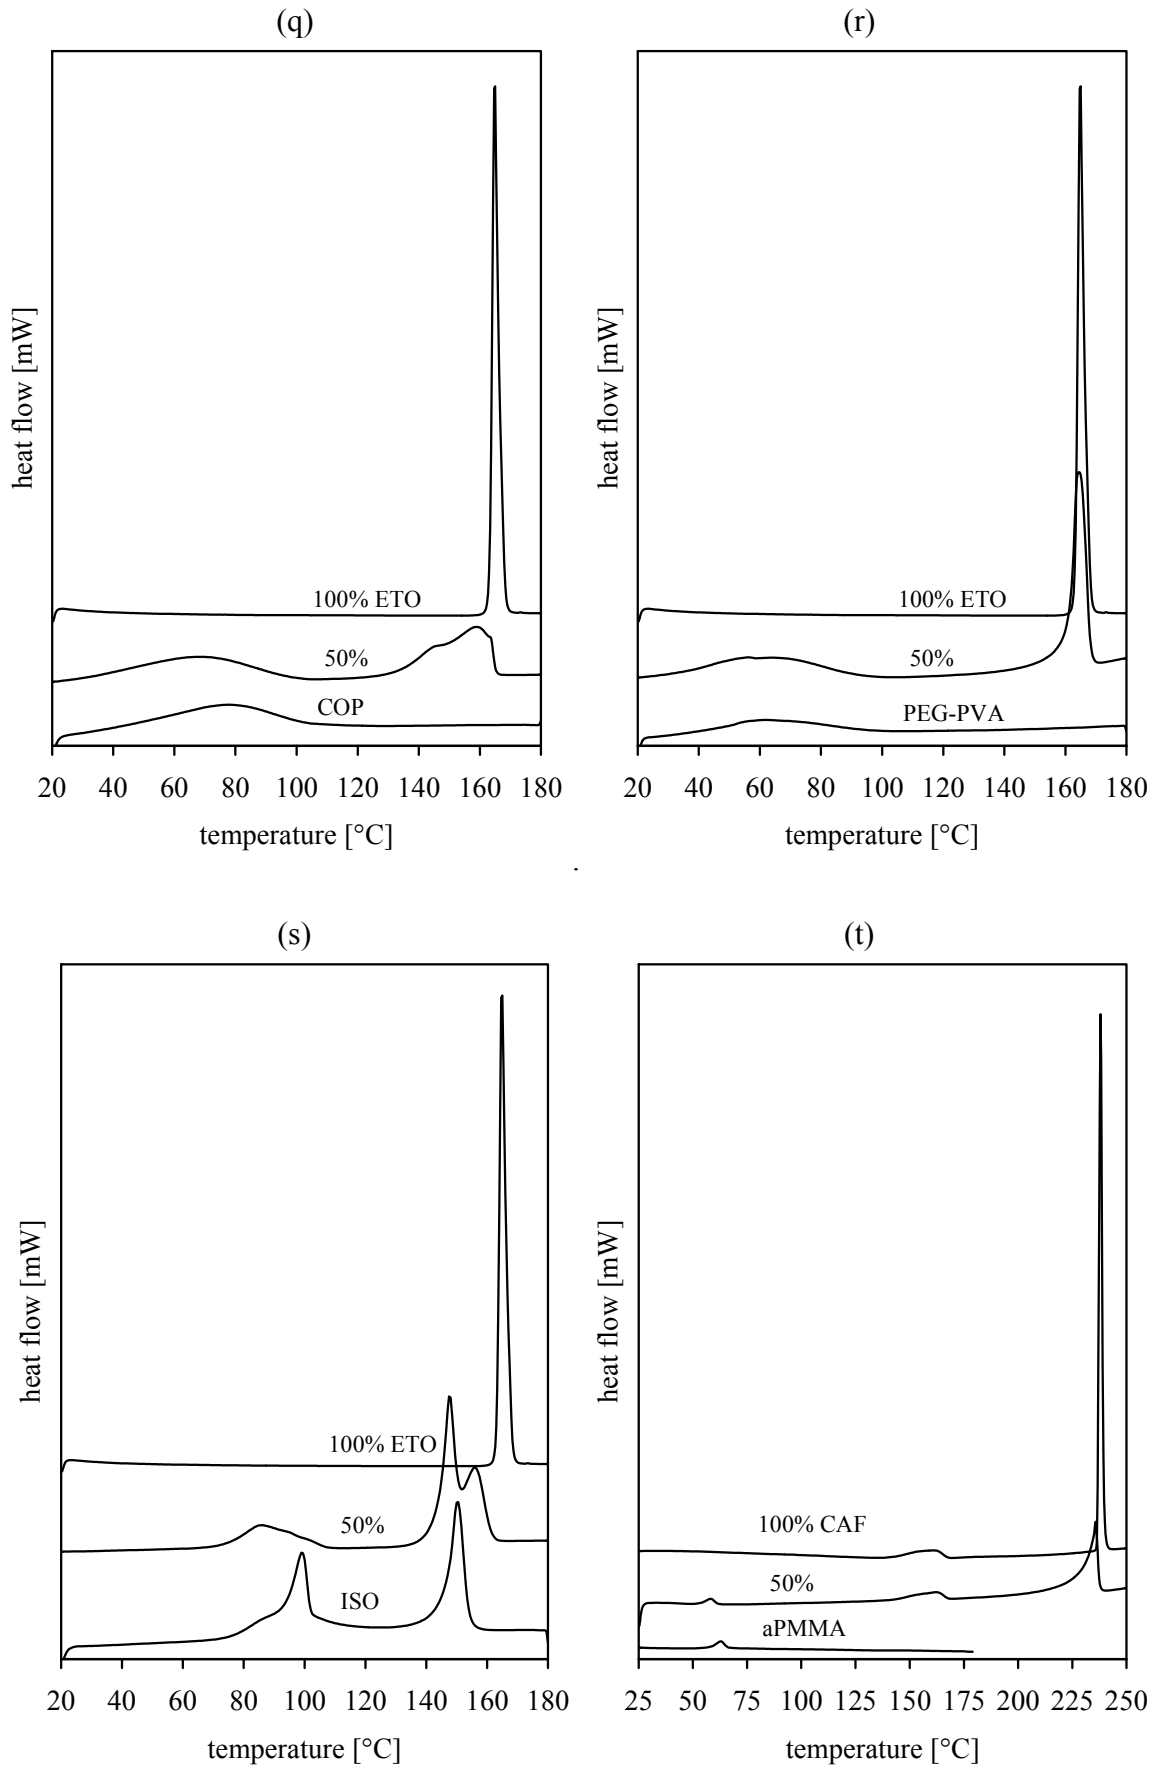 (q)
heat flow [mW]
100% ETO
50%
COP
20 40 60 80 100 120 140 160 180
temperature [°C]
(r)
heat flow [mW]
100% ETO
50%
PEG-PVA
20 40 60 80 100 120 140 160 180
temperature [°C]
.
(s)
heat flow [mW]
100% ETO
50%
ISO
20 40 60 80 100 120 140 160 180
temperature [°C]
(t)
heat flow [mW]
100% CAF
50%
aPMMA
25 50 75 100 125 150 175 200 225 250
temperature [°C]